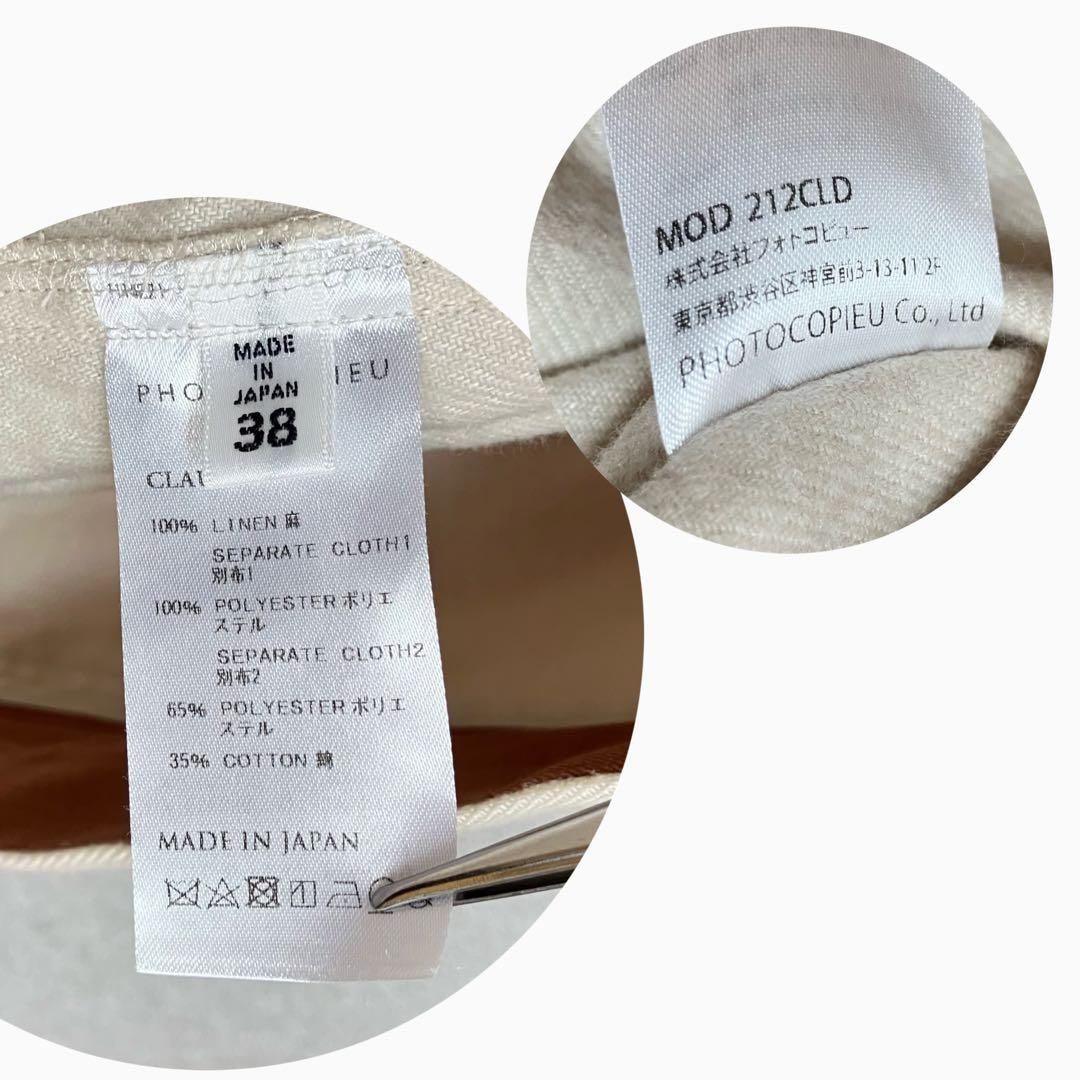 MADE
IN
JAPAN
38
PHO IEU
CLAU
100% LINEN 麻
SEPARATE CLOTH1
別布1
100% POLYESTER ポリエ
ステル
SEPARATE CLOTH2
別布2
65% POLYESTER ポリエ
ステル
35% COTTON 綿
MADE IN JAPAN
MOD 212CLD
株式会社フォトコピュー
東京都渋谷区神宮前3-13-11 2F
PHOTOCOPIEU Co., Ltd